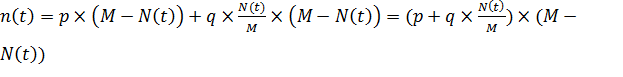 n(t) = p × (M − N(t)) + q × N(t)/M × (M − N(t)) = (p + q × N(t)/M) × (M −
N(t))